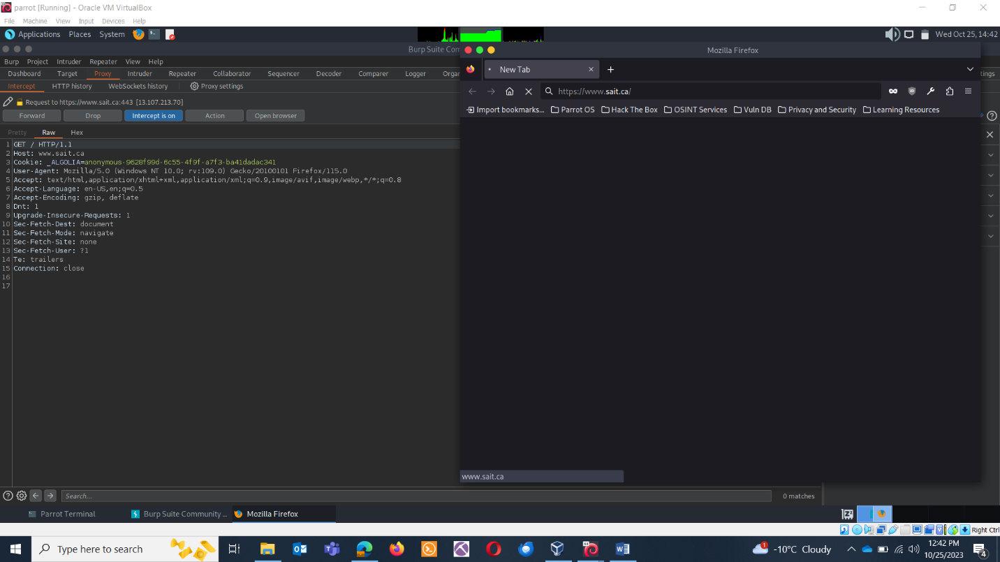 parrot [Running] - Oracle VM VirtualBox
File Machine View Input Devices Help
Applications Places System
Wed Oct 25, 14:42
Burp Suite Com
Mozilla Firefox
Burp Project Intruder Repeater View Help
New Tab
Dashboard Target Proxy Intruder Repeater Collaborator Sequencer Decoder Comparer Logger Organ
tings
Intercept HTTP history WebSockets history Proxy settings
https://www.sait.ca/
Request to https://www.sait.ca:443 [13.107.213.70]
Import bookmarks... Parrot OS Hack The Box OSINT Services Vuln DB Privacy and Security Learning Resources
Forward Drop Intercept is on Action Open browser
Pretty Raw Hex
1 GET / HTTP/1.1
2 Host: www.sait.ca
3 Cookie: _ALGOLIA=anonymous-9628f99d-6c55-4f9f-a7f3-ba41dadac341
4 User-Agent: Mozilla/5.0 (Windows NT 10.0; rv:109.0) Gecko/20100101 Firefox/115.0
5 Accept: text/html,application/xhtml+xml,application/xml;q=0.9,image/avif,image/webp,*/*;q=0.8
6 Accept-Language: en-US,en;q=0.5
7 Accept-Encoding: gzip, deflate
8 Dnt: 1
9 Upgrade-Insecure-Requests: 1
10 Sec-Fetch-Dest: document
11 Sec-Fetch-Mode: navigate
12 Sec-Fetch-Site: none
13 Sec-Fetch-User: ?1
14 Te: trailers
15 Connection: close
16
17
www.sait.ca
Search...
0 matches
Parrot Terminal Burp Suite Community ... Mozilla Firefox
Right Ctrl
Type here to search
1
-10°C Cloudy
12:42 PM
10/25/2023
4